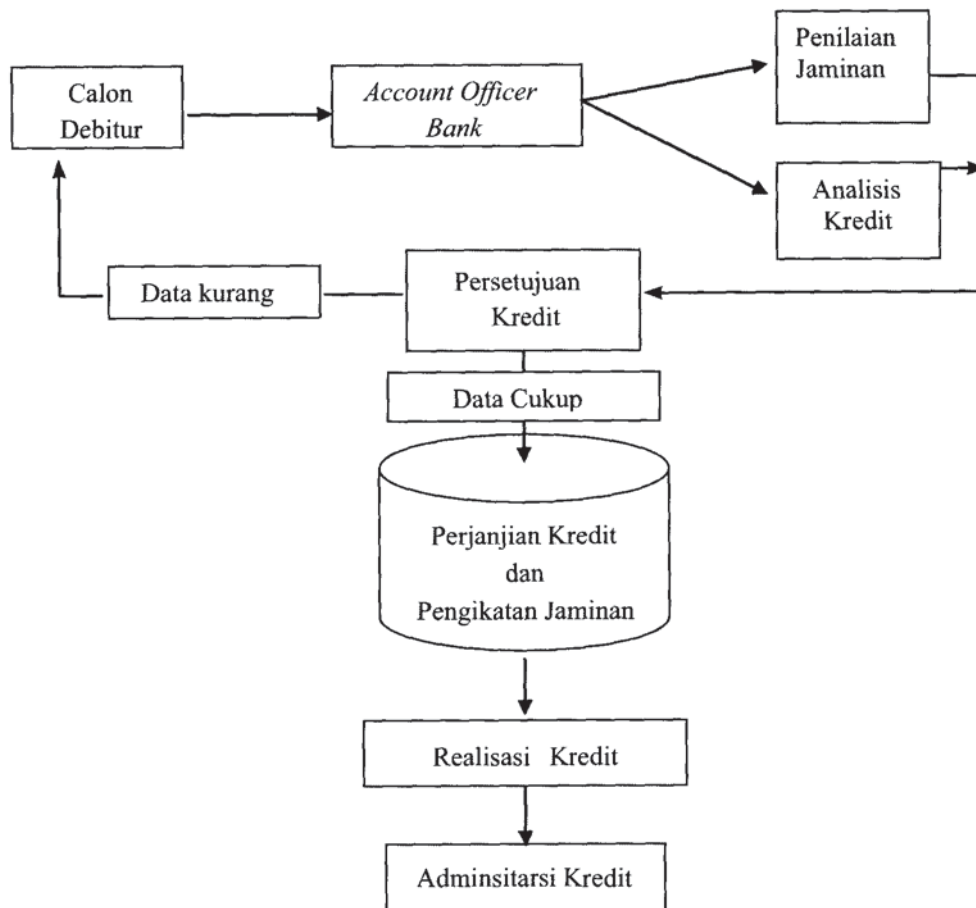 Calon
Debitur
Account Officer
Bank
Penilaian
Jaminan
Analisis
Kredit
Data kurang
Persetujuan
Kredit
Data Cukup
Perjanjian Kredit
dan
Pengikatan Jaminan
Realisasi Kredit
Adminsitarsi Kredit